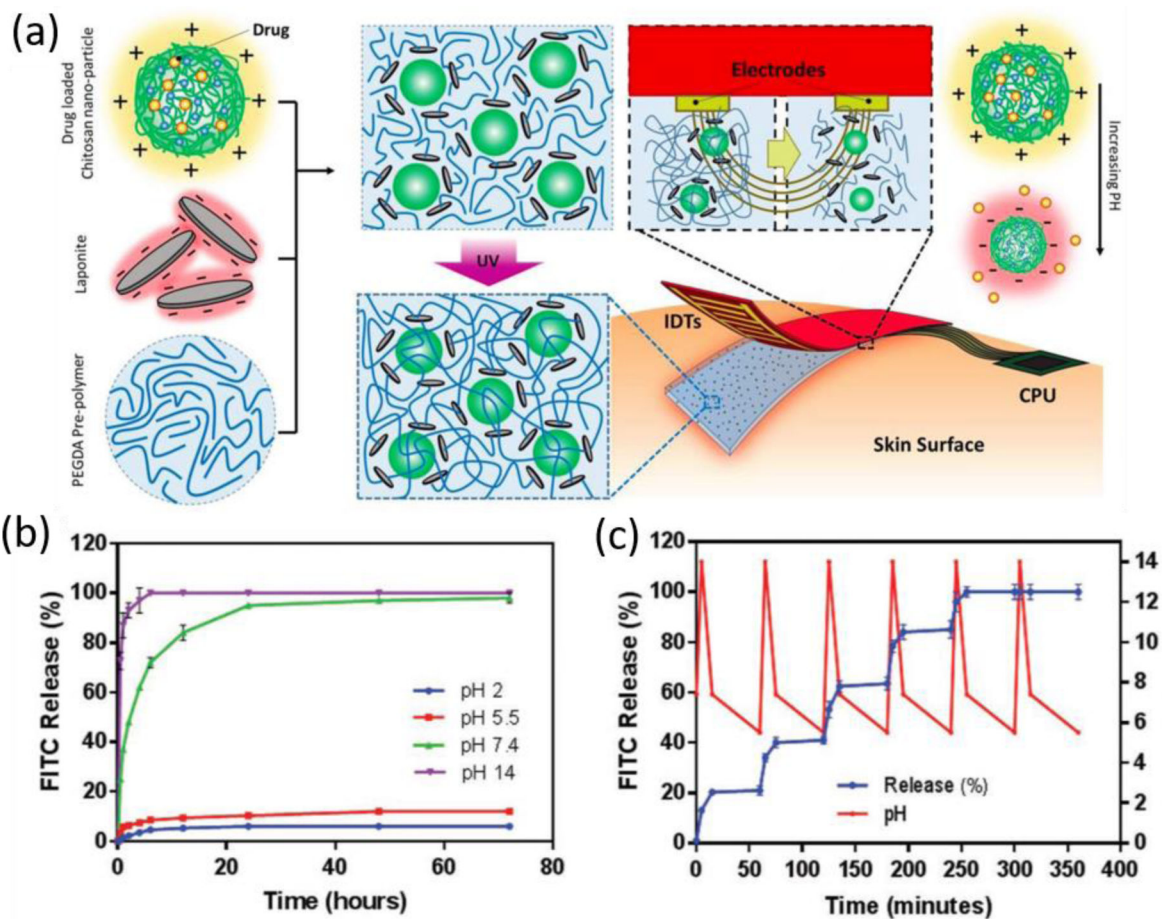 (a)
Drug
Drug loaded
Chitosan nano-particle
Laponite
PEGDA Pre-polymer
UV
Electrodes
Increasing PH
IDTs
CPU
Skin Surface
(b)
120
100
80
60
40
20
0
FITC Release (%)
pH 2
pH 5.5
pH 7.4
pH 14
0 20 40 60 80
Time (hours)
(c)
120
100
80
60
40
20
0
FITC Release (%)
Release (%)
pH
14
12
10
8
6
4
2
0
0 50 100 150 200 250 300 350 400
Time (minutes)